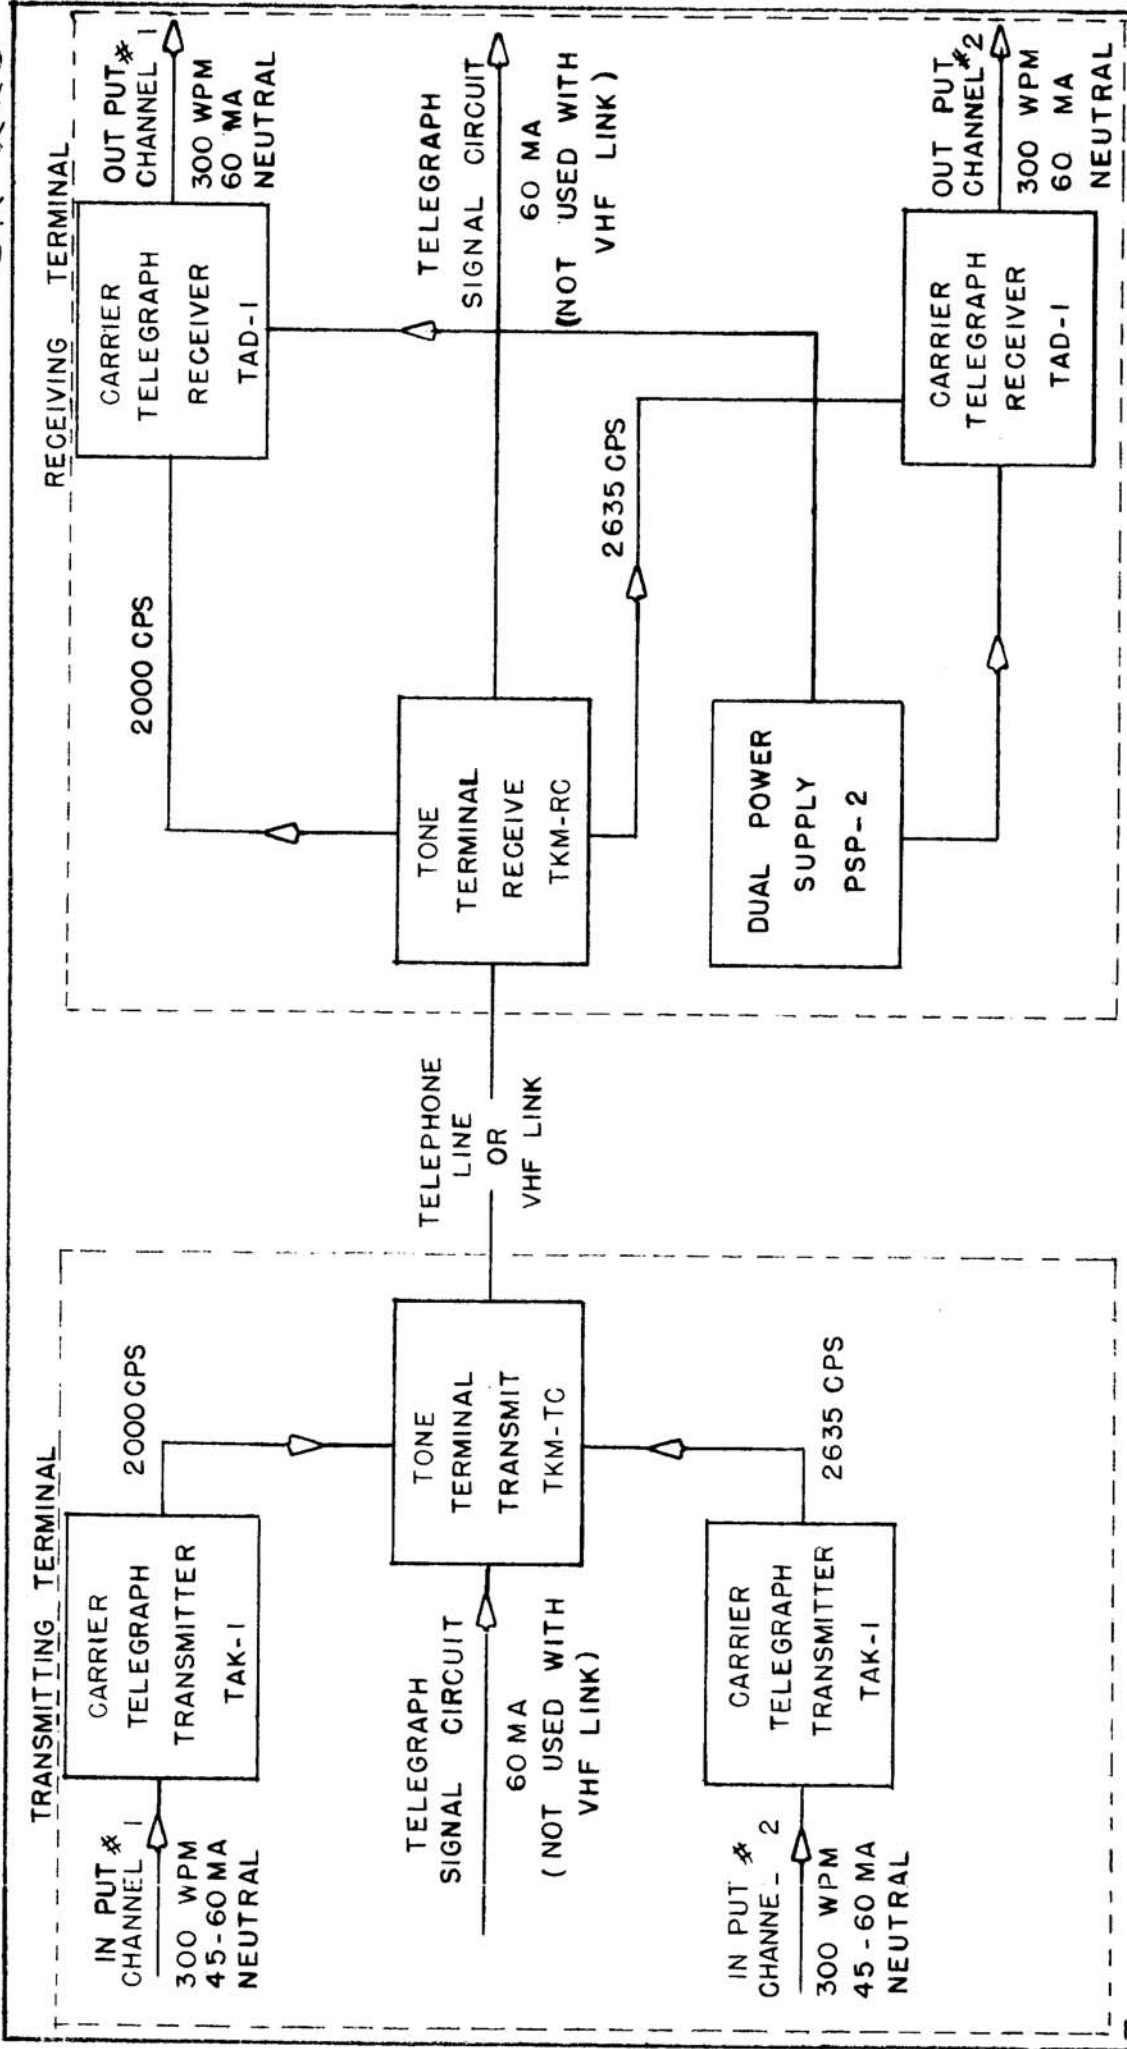 TRANSMITTING TERMINAL
IN PUT #
CHANNEL 1
300 WPM
45-60 MA
NEUTRAL
CARRIER
TELEGRAPH
TRANSMITTER
TAK-1
2000 CPS
TELEGRAPH
SIGNAL CIRCUIT
60 MA
(NOT USED WITH
VHF LINK)
TONE
TERMINAL
TRANSMIT
TKM-TC
IN PUT #
CHANNE_ 2
300 WPM
45-60 MA
NEUTRAL
CARRIER
TELEGRAPH
TRANSMITTER
TAK-1
2635 CPS
TELEPHONE
LINE
OR
VHF LINK
RECEIVING TERMINAL
2000 CPS
CARRIER
TELEGRAPH
RECEIVER
TAD-1
OUT PUT #
CHANNEL 1
300 WPM
60 MA
NEUTRAL
TONE
TERMINAL
RECEIVE
TKM-RC
TELEGRAPH
SIGNAL CIRCUIT
60 MA
(NOT USED WITH
VHF LINK)
2635 CPS
DUAL POWER
SUPPLY
PSP-2
CARRIER
TELEGRAPH
RECEIVER
TAD-1
OUT PUT #
CHANNEL 2
300 WPM
60 MA
NEUTRAL